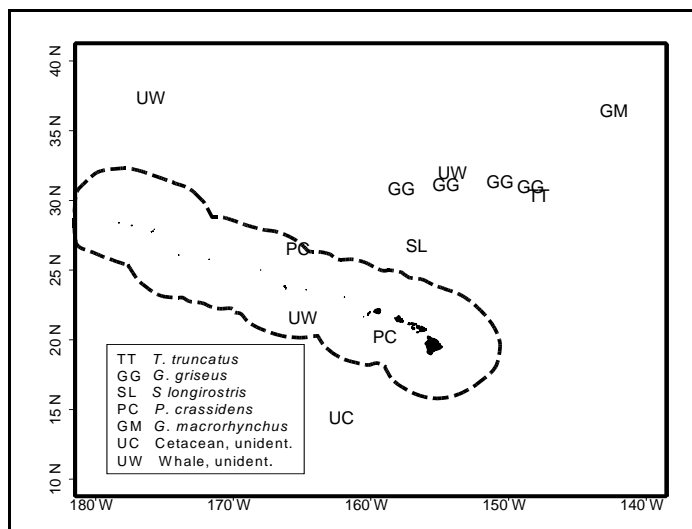 40 N
UW
GM
35 N
UW
GG
GG
GG
GG
TT
30 N
SL
PC
25 N
UW
PC
20 N
TT T. truncatus
GG G. griseus
SL S longirostris
PC P. crassidens
GM G. macrorhynchus
UC Cetacean, unident.
UW Whale, unident.
UC
15 N
10 N
180'W
170'W
160'W
150'W
140'W